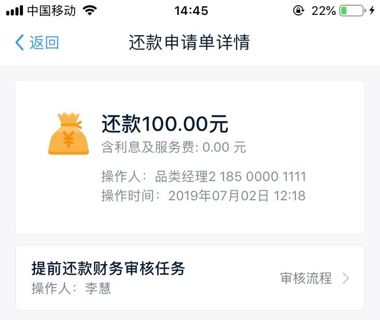 中国移动 14:45 22%
返回 还款申请单详情
还款100.00元
含利息及服务费: 0.00 元
操作人: 品类经理2 185 0000 1111
操作时间: 2019年07月02日 12:18
提前还款财务审核任务
操作人: 李慧
审核流程